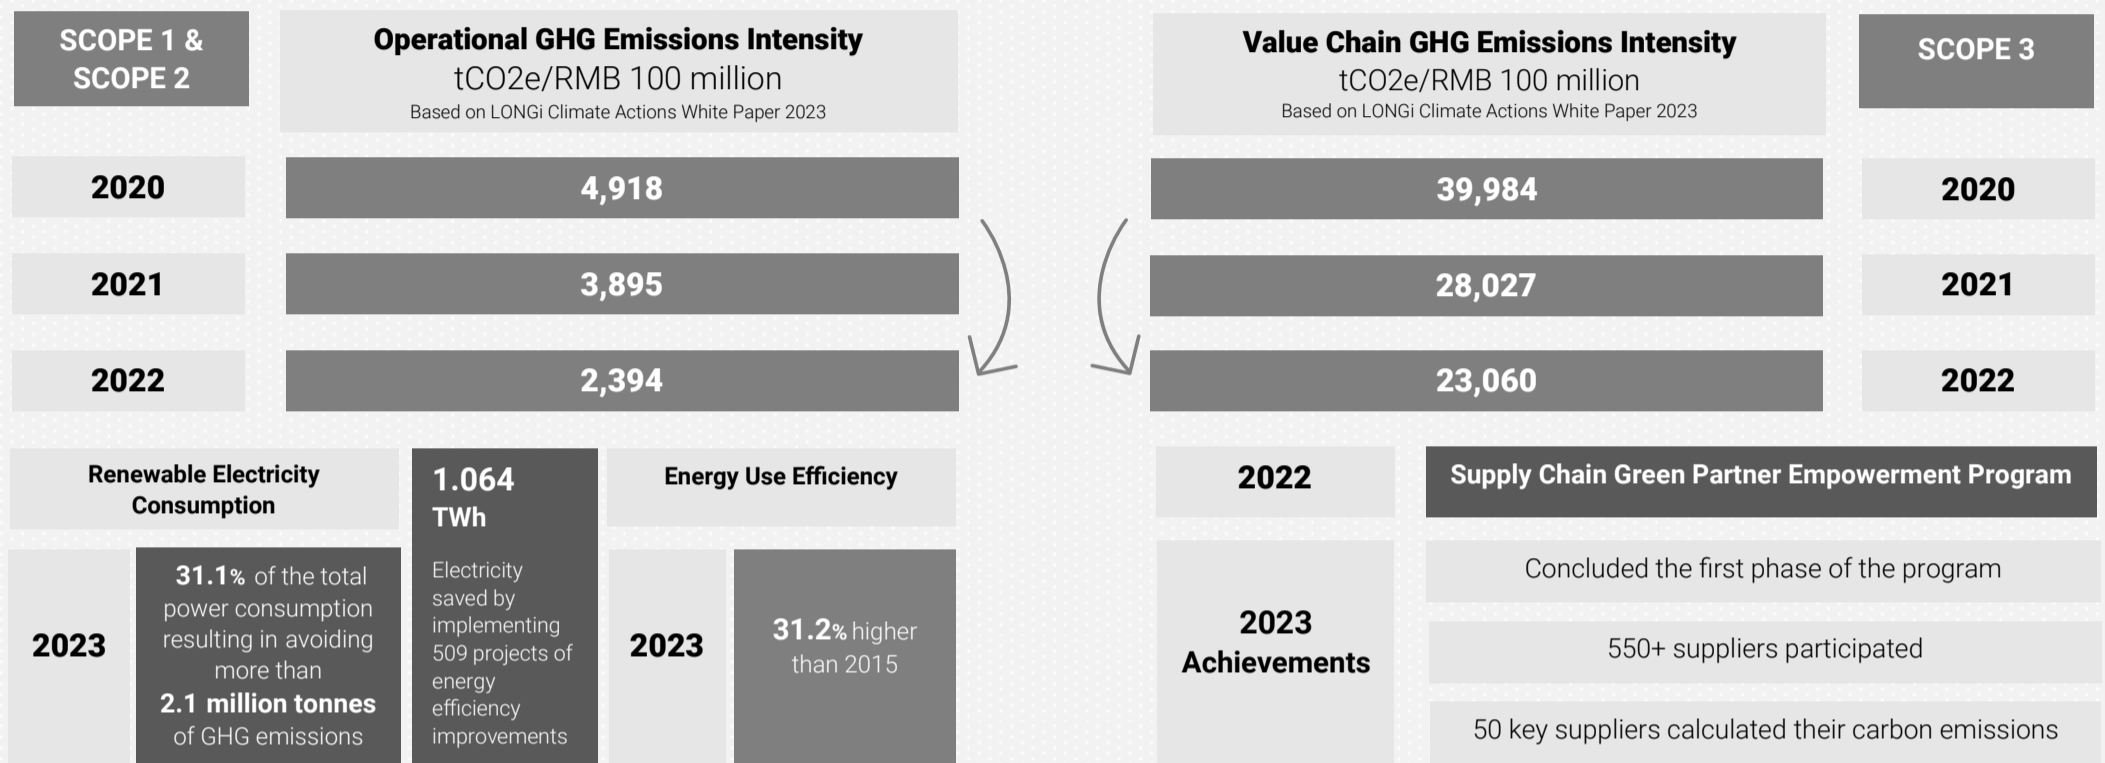 SCOPE 1 &
SCOPE 2
Operational GHG Emissions Intensity
tCO2e/RMB 100 million
Based on LONGi Climate Actions White Paper 2023
2020
4,918
2021
3,895
2022
2,394
Value Chain GHG Emissions Intensity
tCO2e/RMB 100 million
Based on LONGi Climate Actions White Paper 2023
SCOPE 3
39,984
2020
28,027
2021
23,060
2022
Renewable Electricity
Consumption
2023
31.1% of the total
power consumption
resulting in avoiding
more than
2.1 million tonnes
of GHG emissions
1.064
TWh
Electricity
saved by
implementing
509 projects of
energy
efficiency
improvements
Energy Use Efficiency
2023
31.2% higher
than 2015
2022
Supply Chain Green Partner Empowerment Program
2023
Achievements
Concluded the first phase of the program
550+ suppliers participated
50 key suppliers calculated their carbon emissions